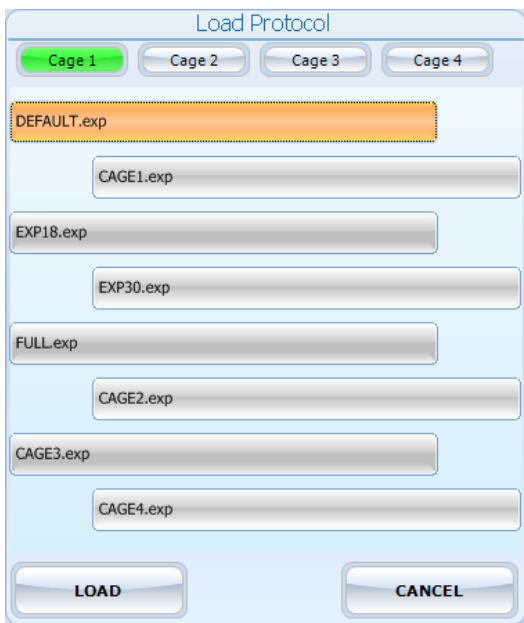 Load Protocol
Cage 1 Cage 2 Cage 3 Cage 4
DEFAULT.exp
CAGE1.exp
EXP18.exp
EXP30.exp
FULL.exp
CAGE2.exp
CAGE3.exp
CAGE4.exp
LOAD CANCEL